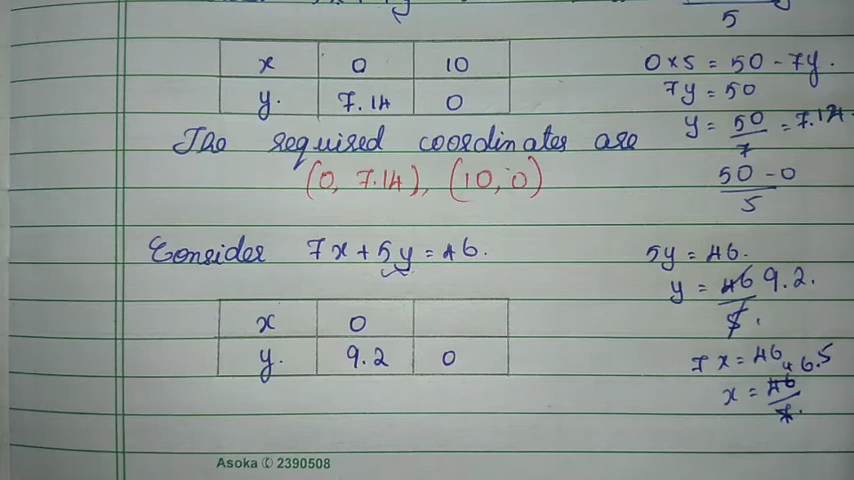 5
x 0 10
y. 7.14 0
The required coordinates are
(0, 7.14), (10, 0)
0 × 5 = 50 - 7y.
7y = 50
y = 50/7 = 7.14.
50 - 0
5
Consider 7x + 5y = 46.
x 0
y. 9.2 0
5y = 46.
y = 46 9.2.
5.
7x = 46 6.5
x = 46
7.
Asoka ✆ 2390508